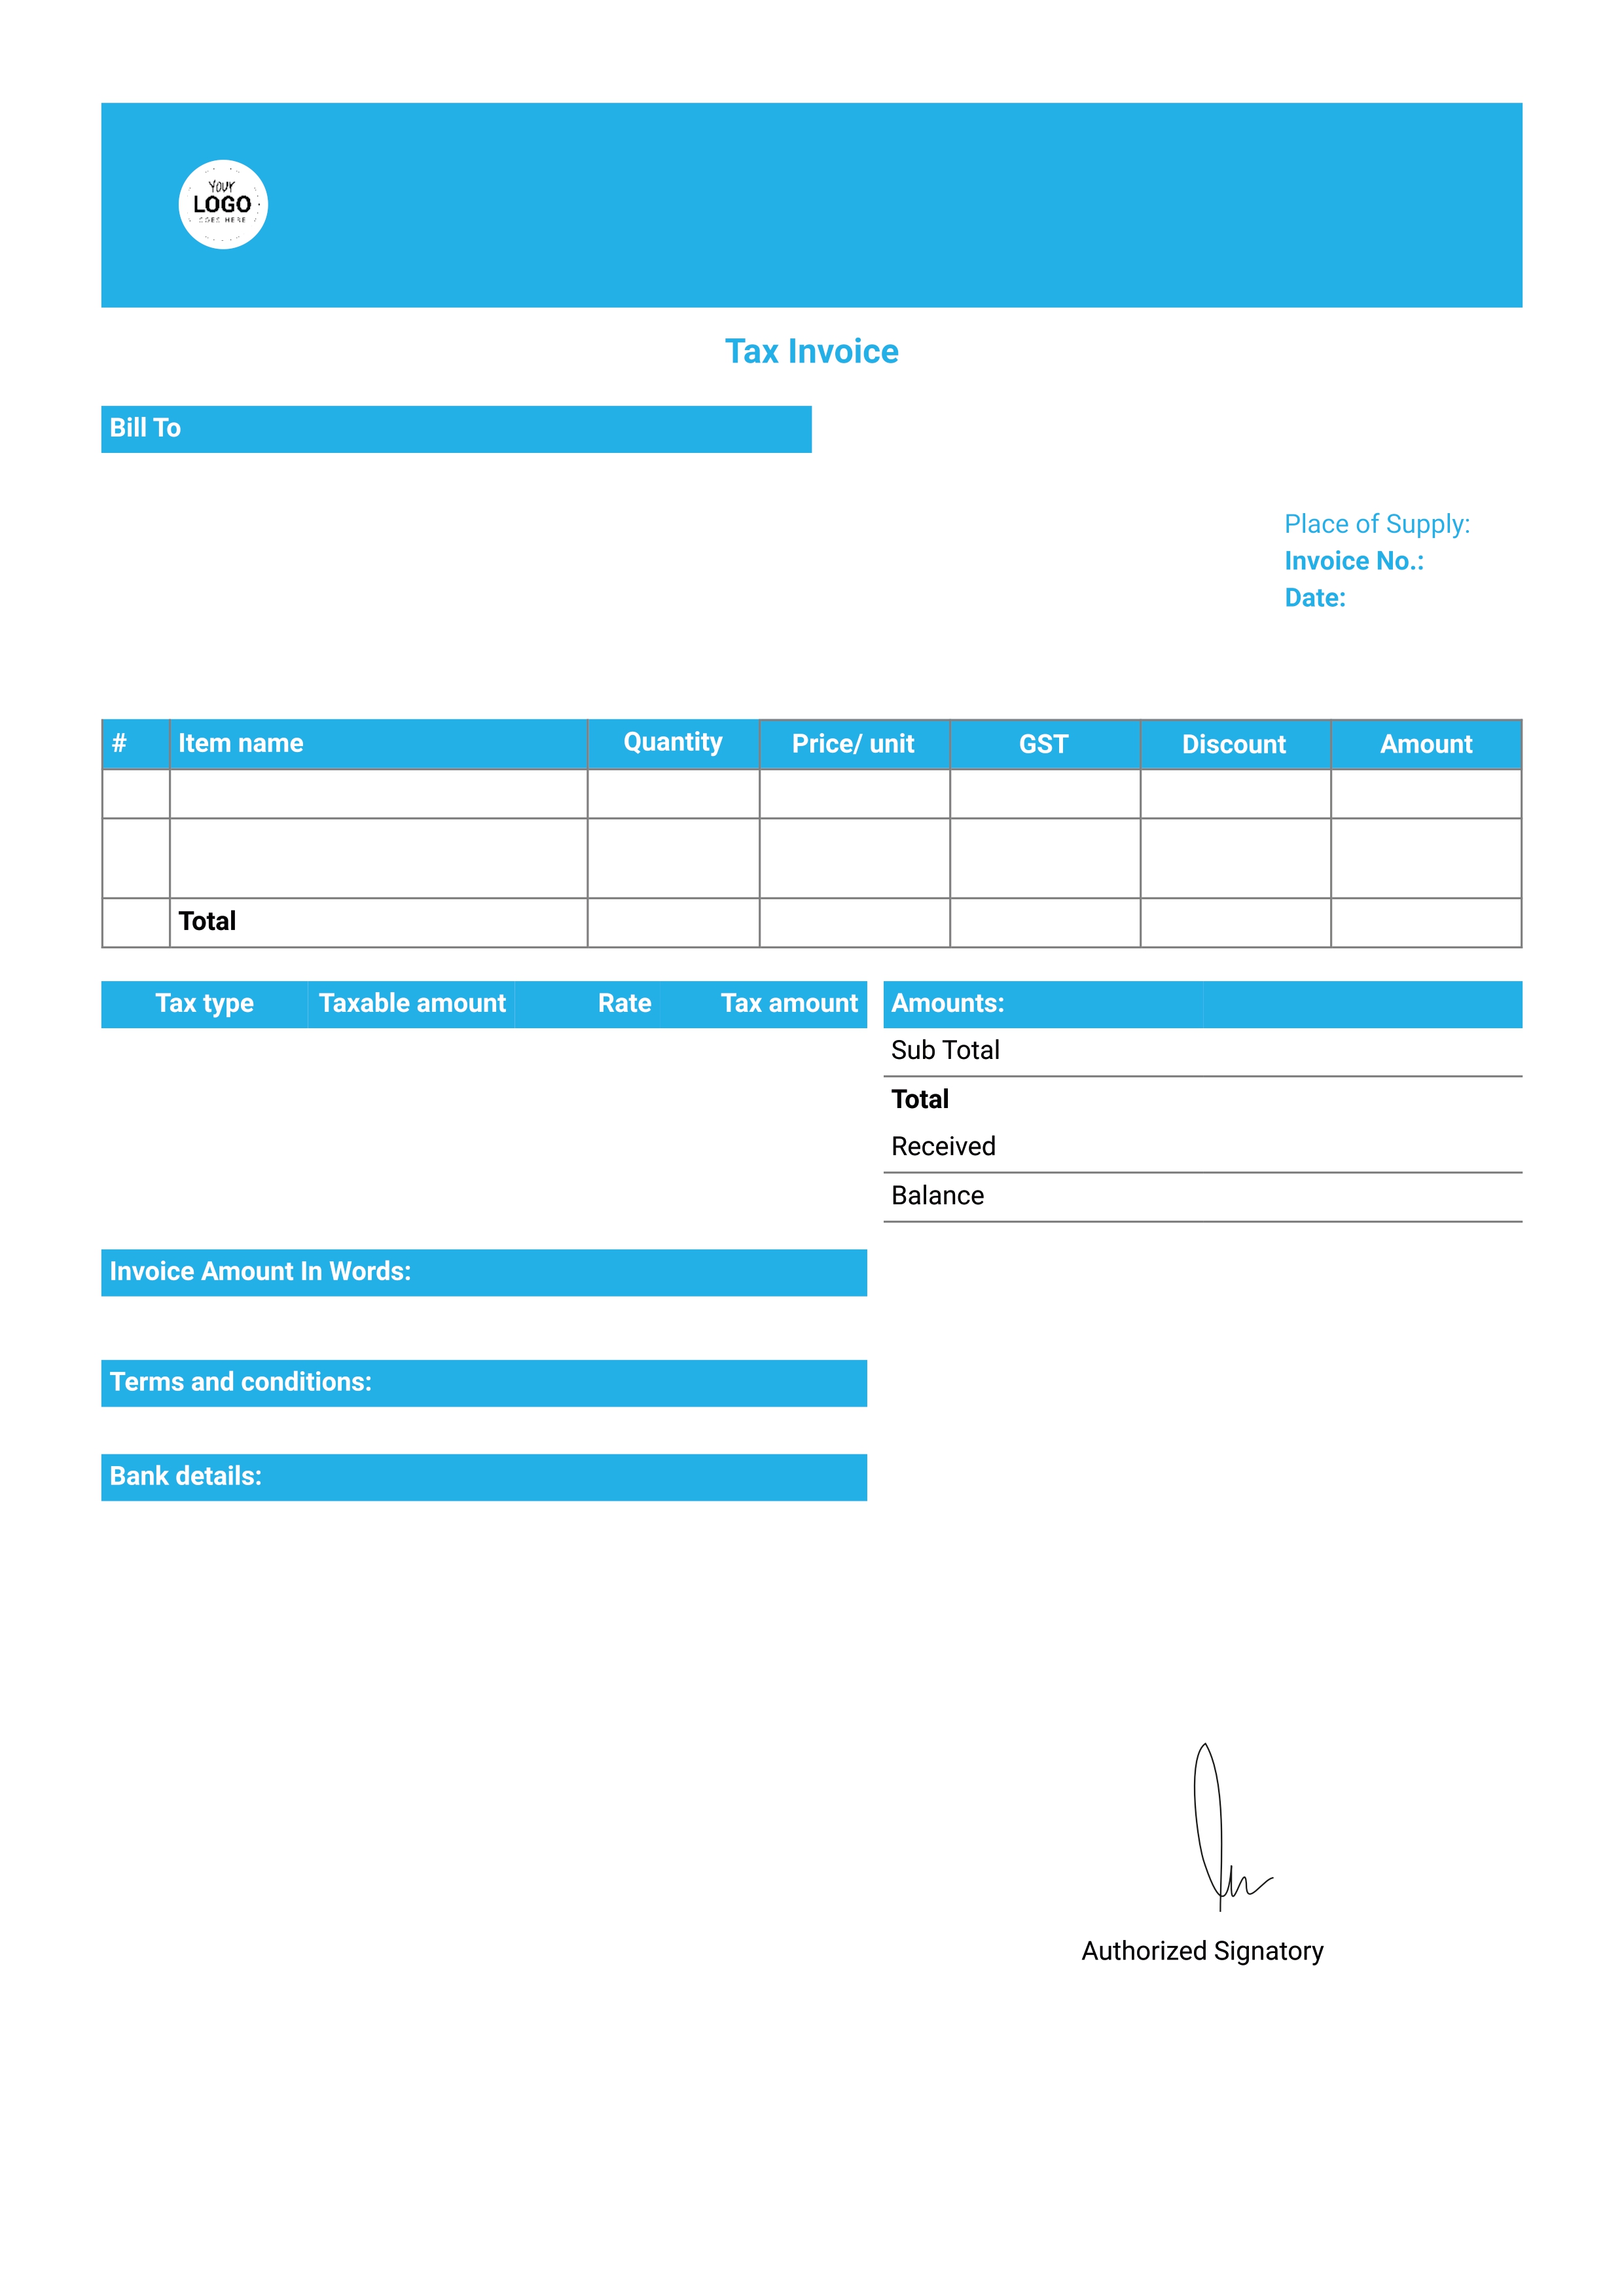 YOUR
LOGO
GOES HERE
Tax Invoice
Bill To
Place of Supply:
Invoice No.:
Date:
# Item name Quantity Price/ unit GST Discount Amount
Total
Tax type Taxable amount Rate Tax amount
Amounts:
Sub Total
Total
Received
Balance
Invoice Amount In Words:
Terms and conditions:
Bank details:
Authorized Signatory